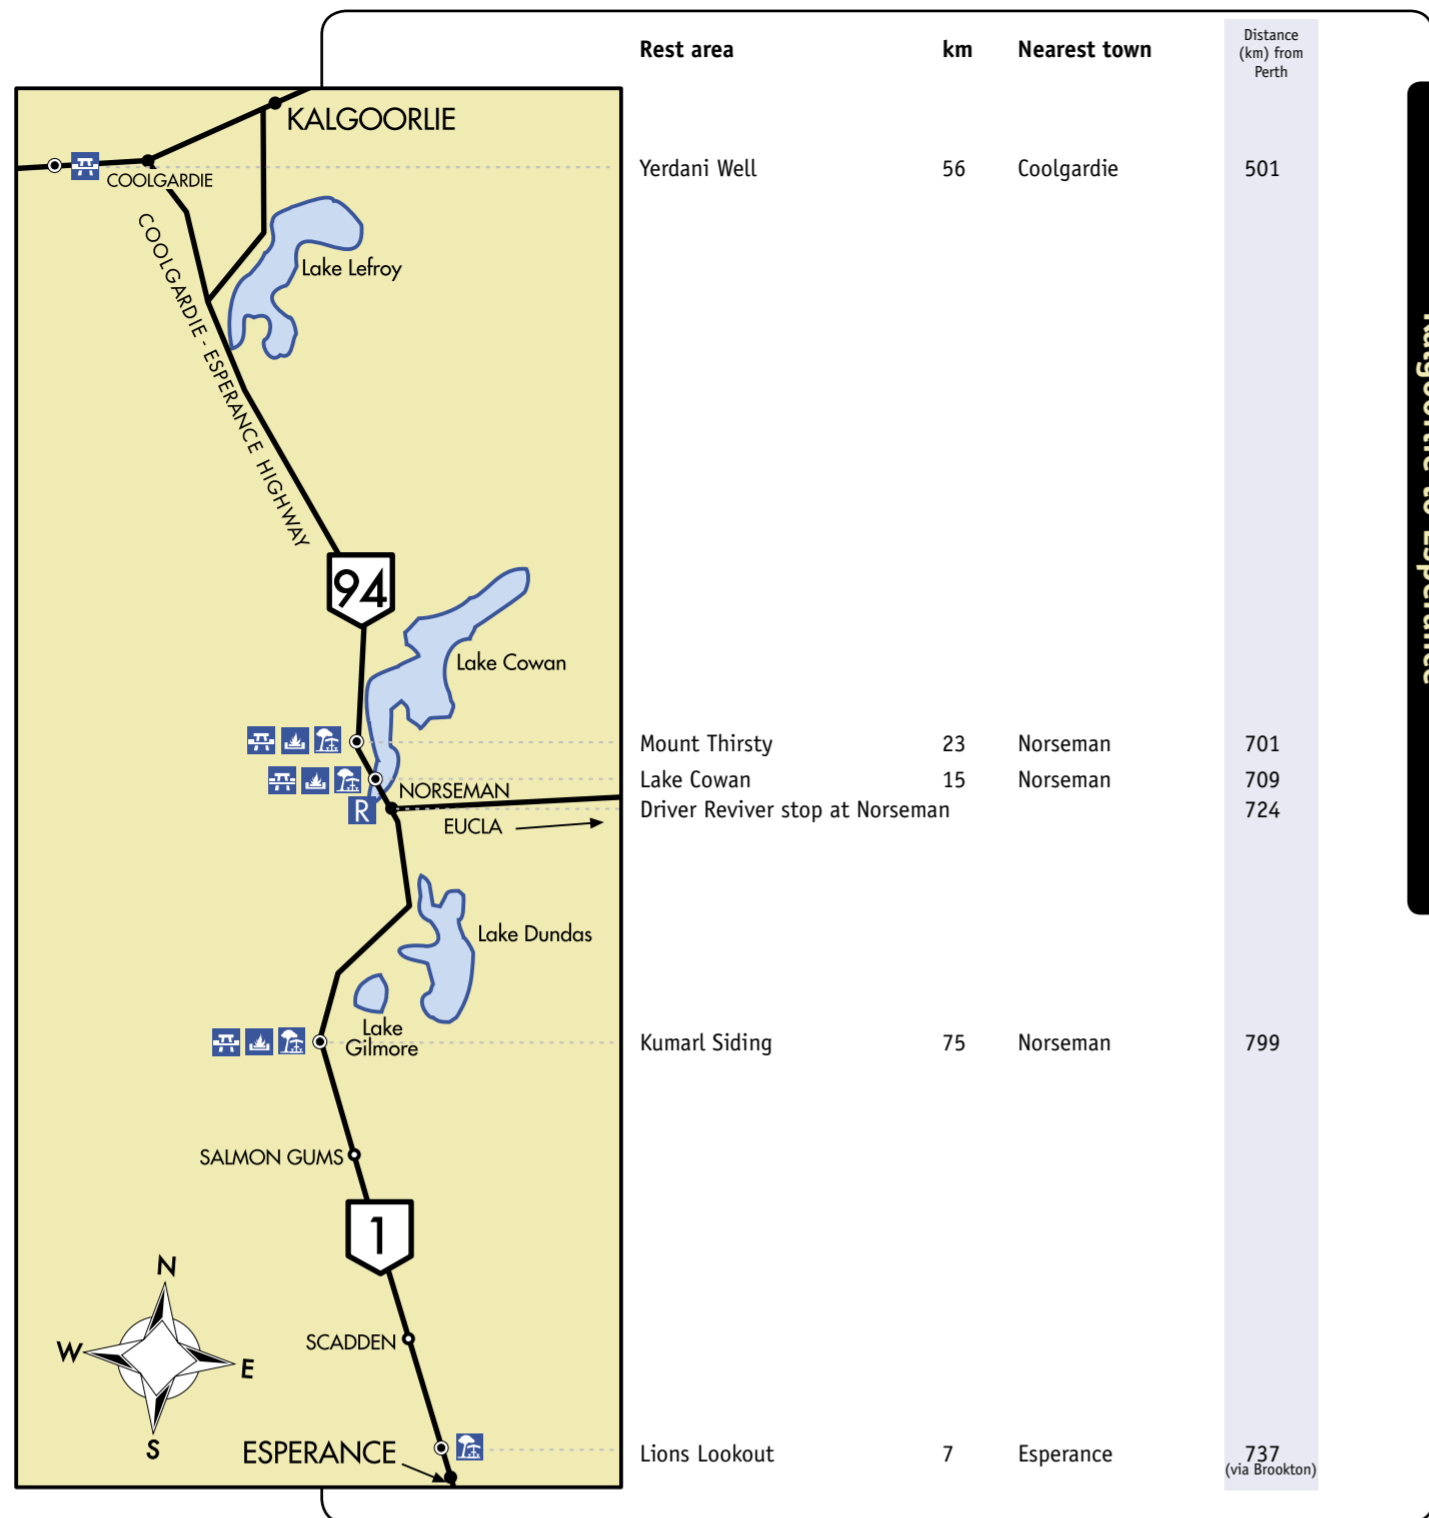 Rest area km Nearest town Distance
(km) from
Perth
KALGOORLIE
COOLGARDIE
Yerdani Well 56 Coolgardie 501
COOLGARDIE - ESPERANCE HIGHWAY
Lake Lefroy
94
Lake Cowan
Mount Thirsty 23 Norseman 701
Lake Cowan 15 Norseman 709
NORSEMAN
R
Driver Reviver stop at Norseman 724
EUCLA
Lake Dundas
Lake
Gilmore
Kumarl Siding 75 Norseman 799
SALMON GUMS
1
N
W
E
S
SCADDEN
ESPERANCE
Lions Lookout 7 Esperance 737
(via Brookton)
Kalgoorlie to Esperance